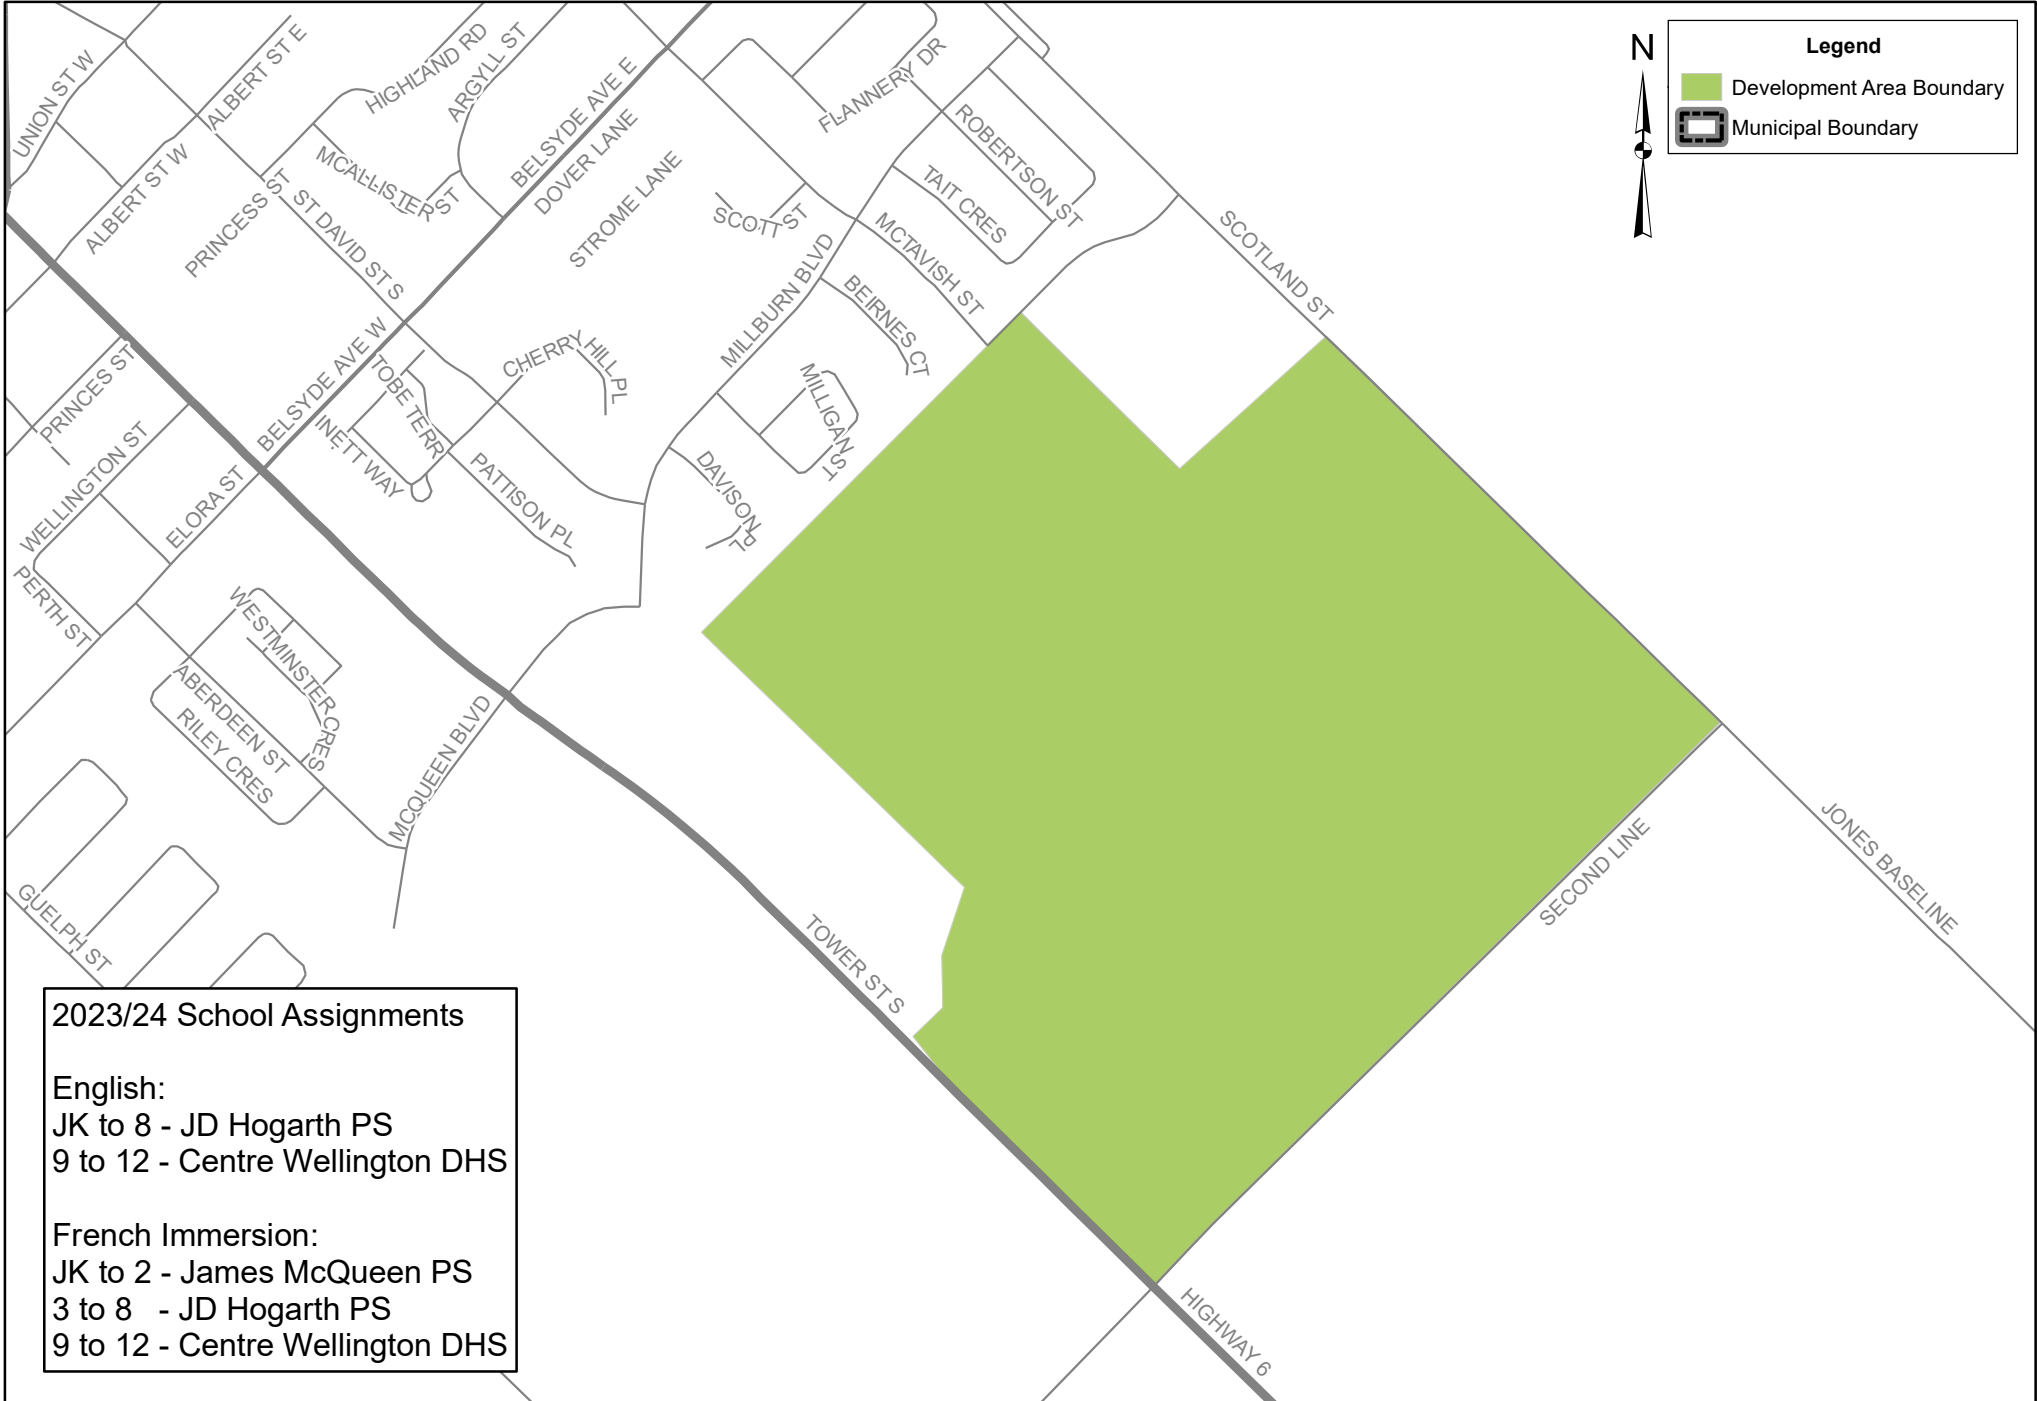 N
Legend
Development Area Boundary
Municipal Boundary
UNION ST W
ALBERT ST E
HIGHLAND RD
ARGYLL ST
BELSYDE AVE E
FLANNERY DR
ALBERT ST W
PRINCESS ST
MCALLISTER ST
ST DAVID ST S
DOVER LANE
STROME LANE
SCOTT ST
ROBERTSON ST
TAIT CRES
MCTAVISH ST
SCOTLAND ST
MILLBURN BLVD
BEIRNES CT
PRINCES ST
BELSYDE AVE W
TOBE TERR
CHERRY HILL PL
MILLIGAN ST
WELLINGTON ST
ELORA ST
INETT WAY
PATTISON PL
DAVISON PL
PERTH ST
WESTMINSTER CRES
ABERDEEN ST
RILEY CRES
MCQUEEN BLVD
GUELPH ST
TOWER ST S
SECOND LINE
JONES BASELINE
HIGHWAY 6
2023/24 School Assignments
English:
JK to 8 - JD Hogarth PS
9 to 12 - Centre Wellington DHS
French Immersion:
JK to 2 - James McQueen PS
3 to 8 - JD Hogarth PS
9 to 12 - Centre Wellington DHS